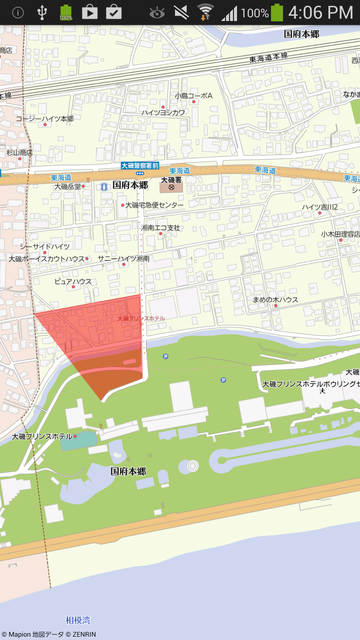 100%
100%
4:06 PM
国府本郷
東海道本線
小島コーポA
ハイツヨシカワ
コージーハイツ本郷
杉山商店
大磯警察署前
東海道
東海道
東海道
大磯署
大磯岳堂
国府本郷
大磯宅急便センター
ハイツ吉川2
湘南エコ支社
小木田理容店
シーサイドハイツ
大磯ボーイスカウトハウス
サニーハイツ湘南
ピュアハウス
まめの木ハウス
大磯プリンスホテル
P
P
大磯プリンスホテルボウリングセ
大磯プリンスホテル
国府本郷
相模湾
© Mapion 地図データ © ZENRIN